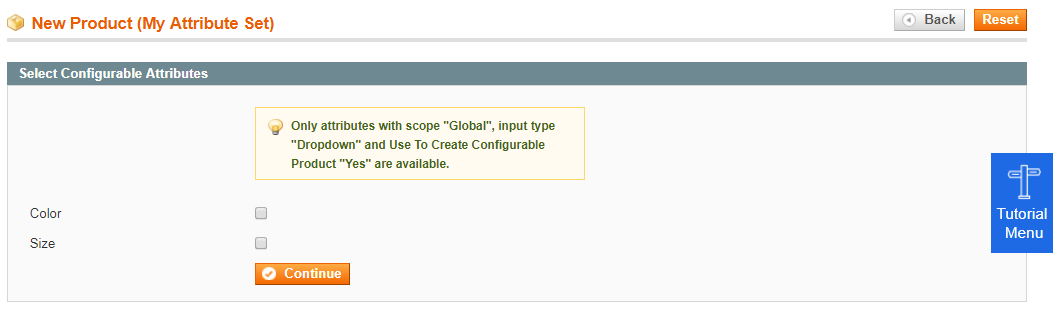 New Product (My Attribute Set)
Back
Reset
Select Configurable Attributes
Only attributes with scope "Global", input type
"Dropdown" and Use To Create Configurable
Product "Yes" are available.
Color
Size
Continue
Tutorial
Menu